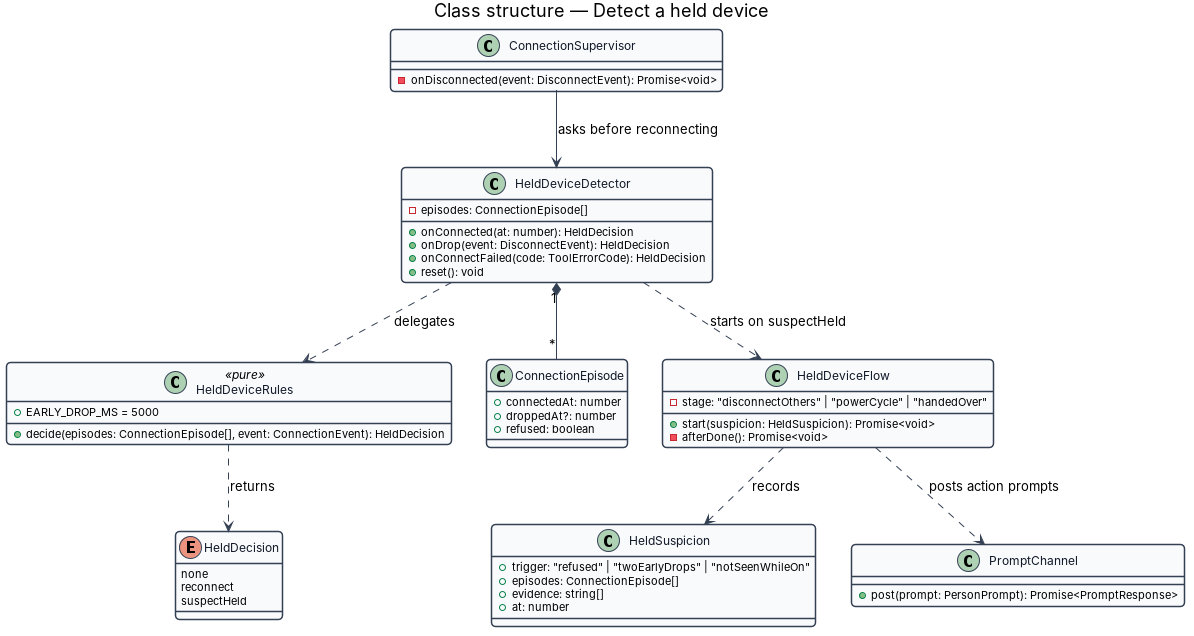 Class structure — Detect a held device
C ConnectionSupervisor
onDisconnected(event: DisconnectEvent): Promise<void>
asks before reconnecting
C HeldDeviceDetector
episodes: ConnectionEpisode[]
onConnected(at: number): HeldDecision
onDrop(event: DisconnectEvent): HeldDecision
onConnectFailed(code: ToolErrorCode): HeldDecision
reset(): void
delegates
1
*
starts on suspectHeld
C «pure»
HeldDeviceRules
EARLY_DROP_MS = 5000
decide(episodes: ConnectionEpisode[], event: ConnectionEvent): HeldDecision
C ConnectionEpisode
connectedAt: number
droppedAt?: number
refused: boolean
C HeldDeviceFlow
stage: "disconnectOthers" | "powerCycle" | "handedOver"
start(suspicion: HeldSuspicion): Promise<void>
afterDone(): Promise<void>
returns
records
posts action prompts
E HeldDecision
none
reconnect
suspectHeld
C HeldSuspicion
trigger: "refused" | "twoEarlyDrops" | "notSeenWhileOn"
episodes: ConnectionEpisode[]
evidence: string[]
at: number
C PromptChannel
post(prompt: PersonPrompt): Promise<PromptResponse>